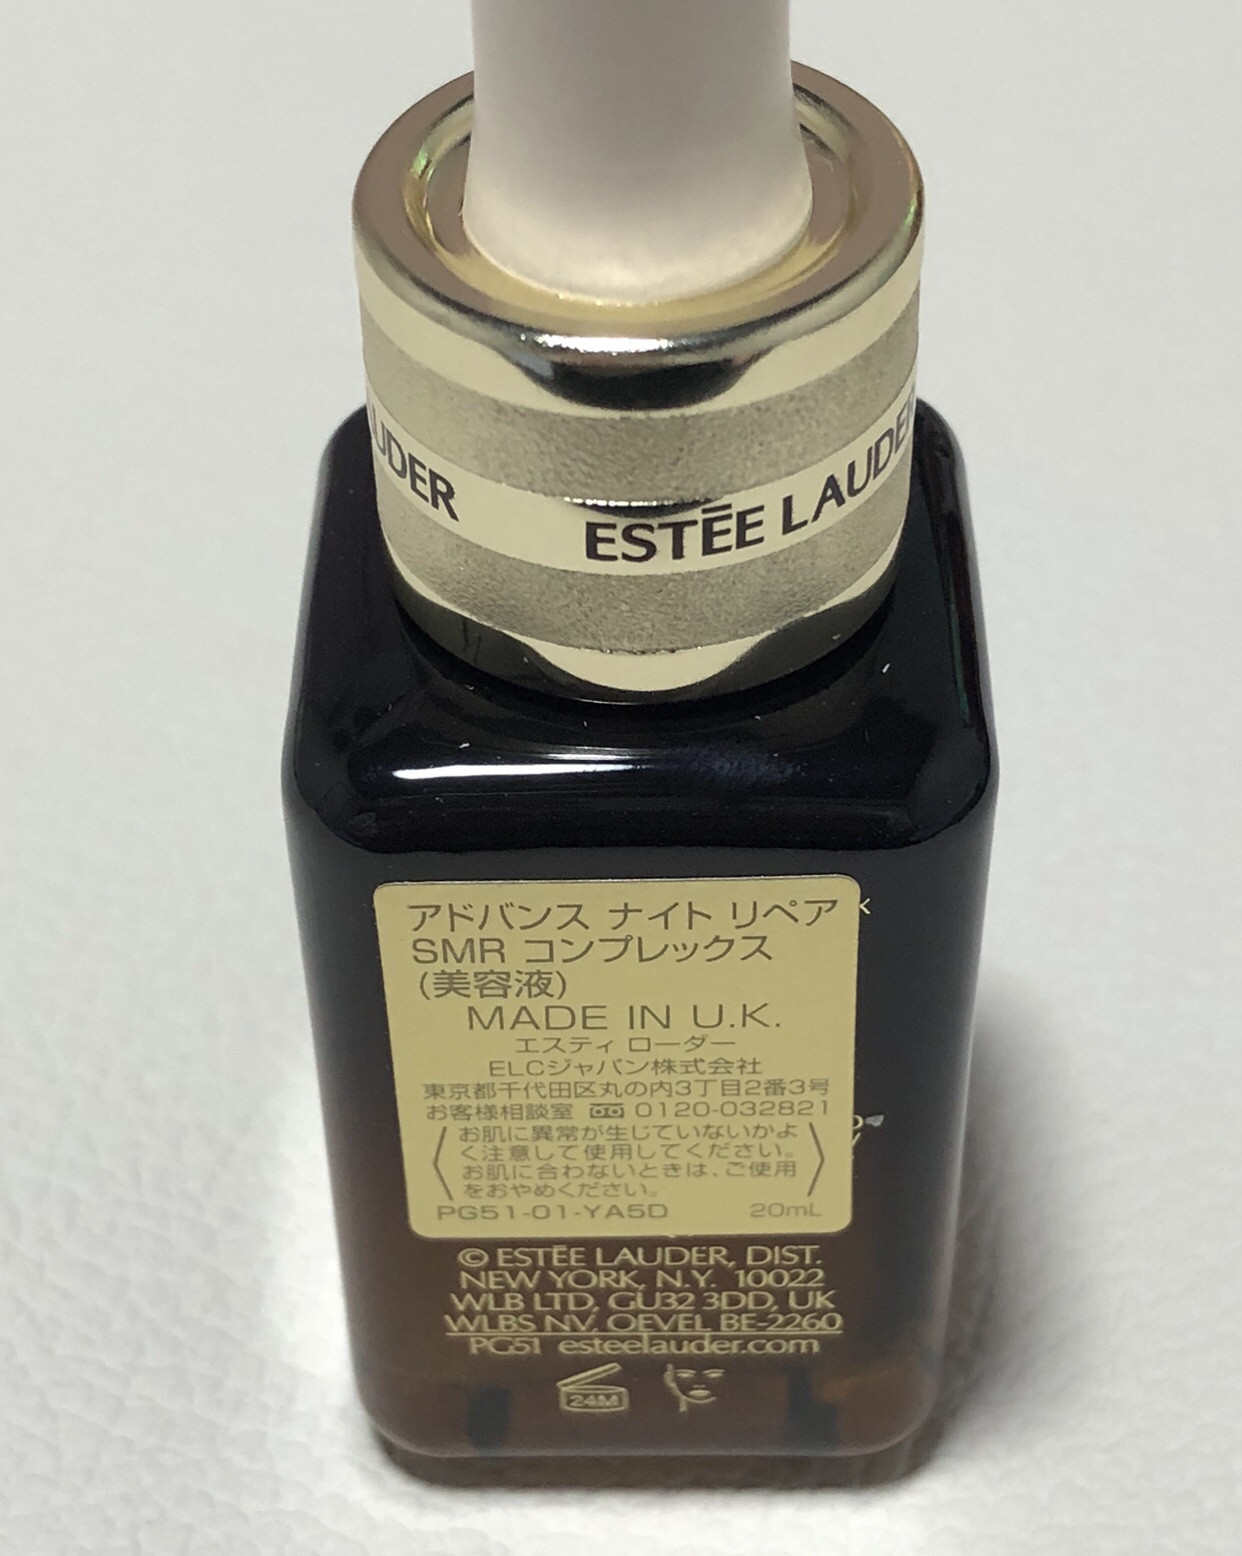 UDER ESTĒE LAUDE
アドバンス ナイト リペア
SMR コンプレックス
(美容液)
MADE IN U.K.
エスティ ローダー
ELCジャパン株式会社
東京都千代田区丸の内3丁目2番3号
お客様相談室 0120-032821
お肌に異常が生じていないかよ
く注意して使用してください。
お肌に合わないときは、ご使用
をおやめください。
PG51-01-YA5D 20mL
© ESTĒE LAUDER, DIST.
NEW YORK, N.Y. 10022
WLB LTD, GU32 3DD, UK
WLBS NV, OEVEL BE-2260
PG51 esteelauder.com
24M